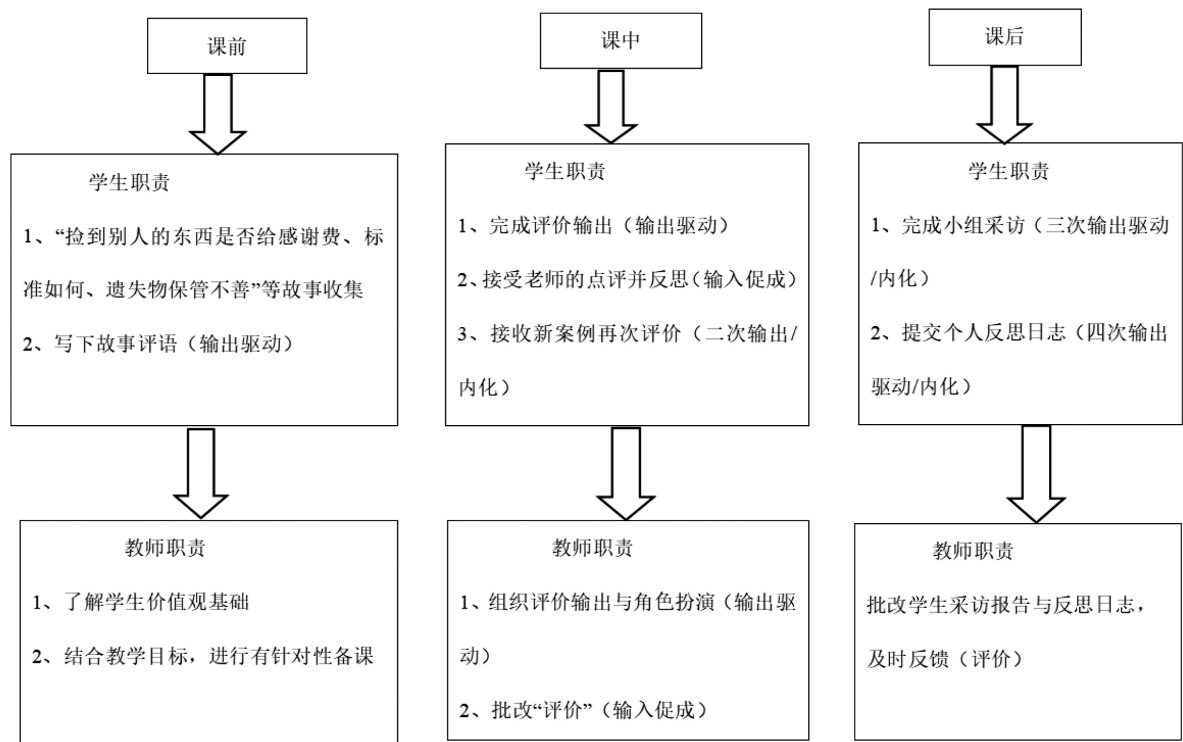 课前
学生职责
1、“捡到别人的东西是否给感谢费、标
准如何、遗失物保管不善”等故事收集
2、写下故事评语（输出驱动）
教师职责
1、了解学生价值观基础
2、结合教学目标，进行有针对性备课
课中
学生职责
1、完成评价输出（输出驱动）
2、接受老师的点评并反思（输入促成）
3、接收新案例再次评价（二次输出/
内化）
教师职责
1、组织评价输出与角色扮演（输出驱
动）
2、批改“评价”（输入促成）
课后
学生职责
1、完成小组采访（三次输出驱动
/内化）
2、提交个人反思日志（四次输出
驱动/内化）
教师职责
批改学生采访报告与反思日志，
及时反馈（评价）